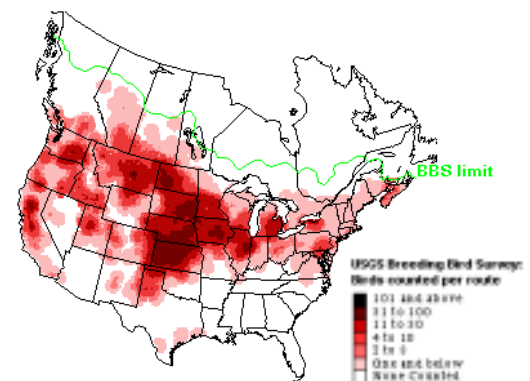 BBS limit
USGS Breeding Bird Survey:
Birds counted per route
101 and above
31 to 100
11 to 30
4 to 10
2 to 3
One and below
None Counted